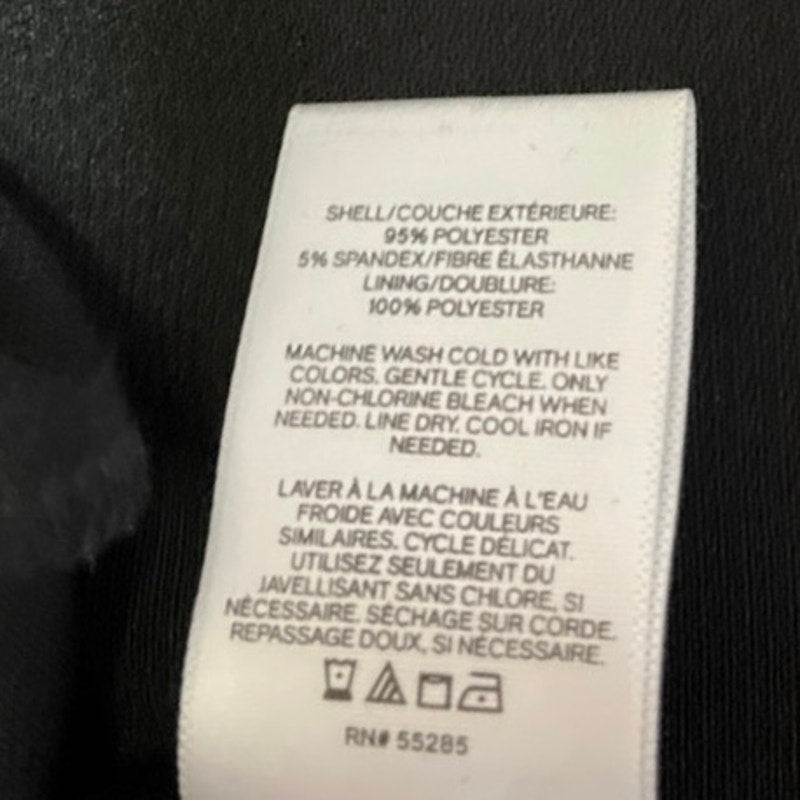 SHELL/COUCHE EXTÉRIEURE:
95% POLYESTER
5% SPANDEX/FIBRE ÉLASTHANNE
LINING/DOUBLURE:
100% POLYESTER
MACHINE WASH COLD WITH LIKE
COLORS. GENTLE CYCLE. ONLY
NON-CHLORINE BLEACH WHEN
NEEDED. LINE DRY. COOL IRON IF
NEEDED.
LAVER À LA MACHINE À L'EAU
FROIDE AVEC COULEURS
SIMILAIRES. CYCLE DÉLICAT.
UTILISEZ SEULEMENT DU
JAVELLISANT SANS CHLORE, SI
NÉCESSAIRE. SÉCHAGE SUR CORDE.
REPASSAGE DOUX, SI NÉCESSAIRE.
RN# 55285